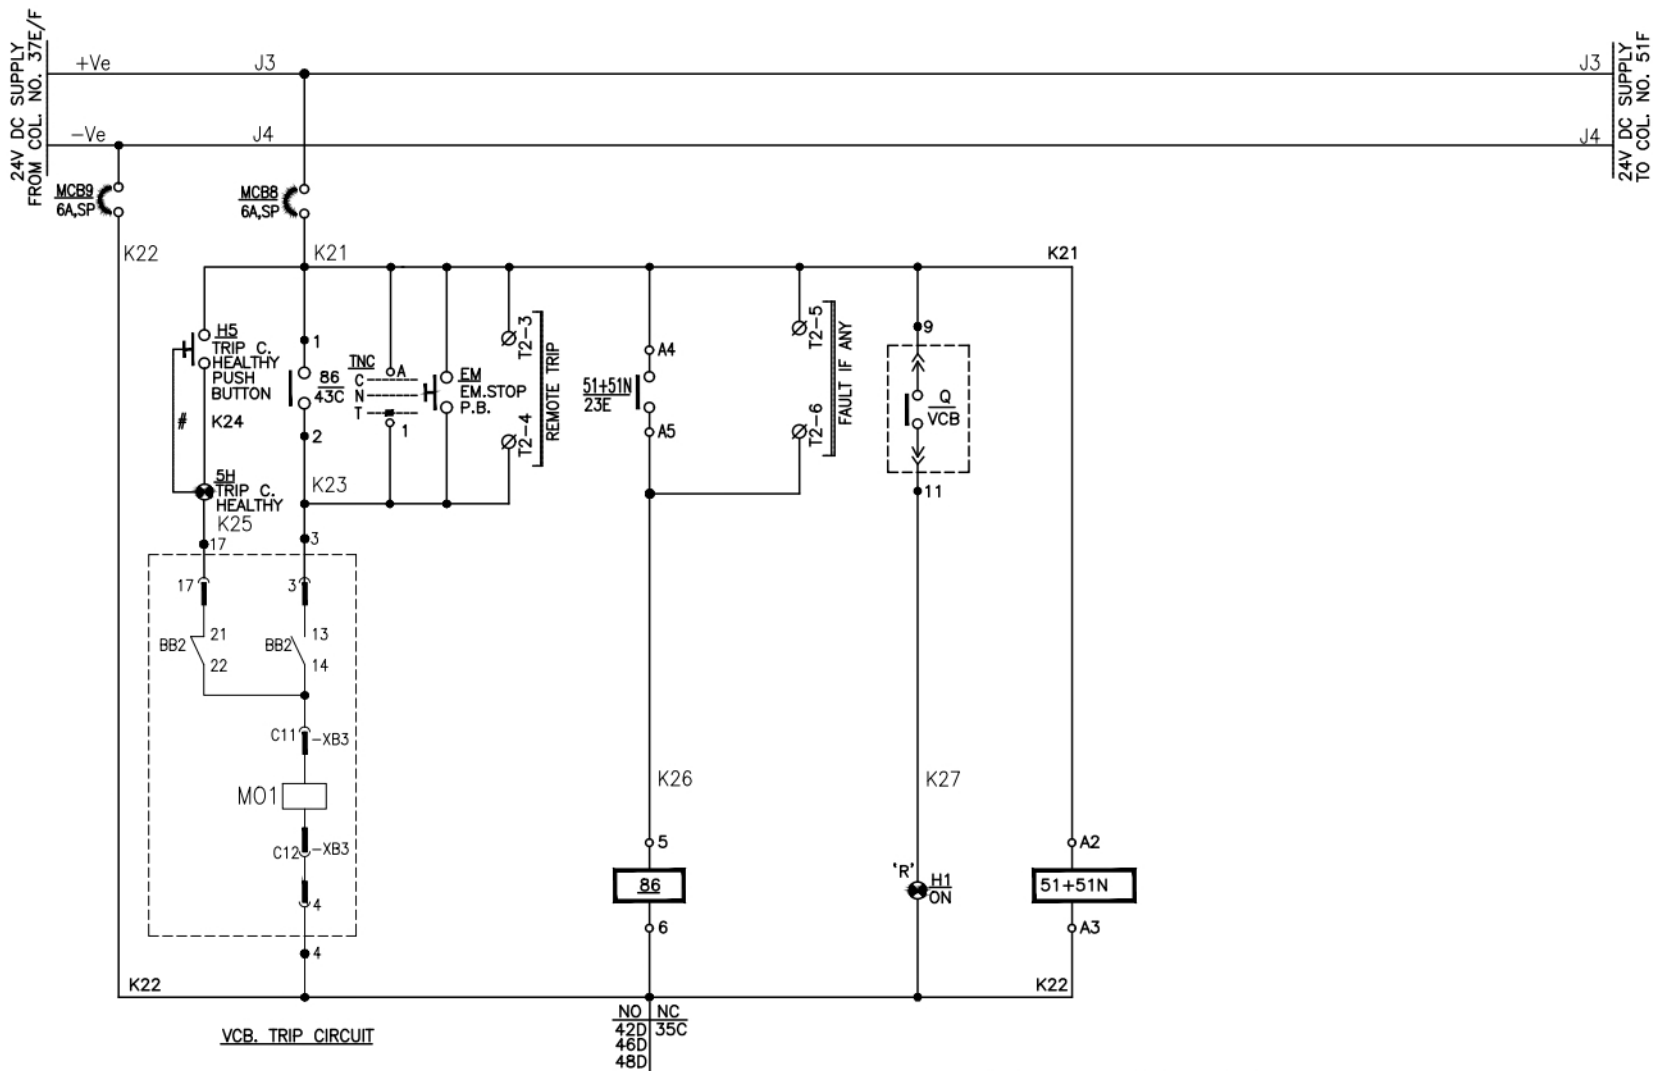 24V DC SUPPLY
FROM COL. NO. 37E/F
+Ve
J3
J3
-Ve
J4
J4
24V DC SUPPLY
TO COL. NO. 51F
MCB9
6A,SP
MCB8
6A,SP
K22
K21
K21
H5
TRIP C.
HEALTHY
PUSH
BUTTON
#
K24
5H
TRIP C.
HEALTHY
K25
17
1
86
43C
2
K23
3
TNC
A
C
N
T
1
EM
EM.STOP
P.B.
T2-3
T2-4
REMOTE TRIP
A4
51+51N
23E
A5
T2-5
T2-6
FAULT IF ANY
9
Q
VCB
11
17
3
BB2
21
22
BB2
13
14
C11
-XB3
MO1
C12
-XB3
4
4
K26
K27
5
86
6
'R'
H1
ON
A2
51+51N
A3
K22
K22
VCB. TRIP CIRCUIT
NO NC
42D 35C
46D
48D